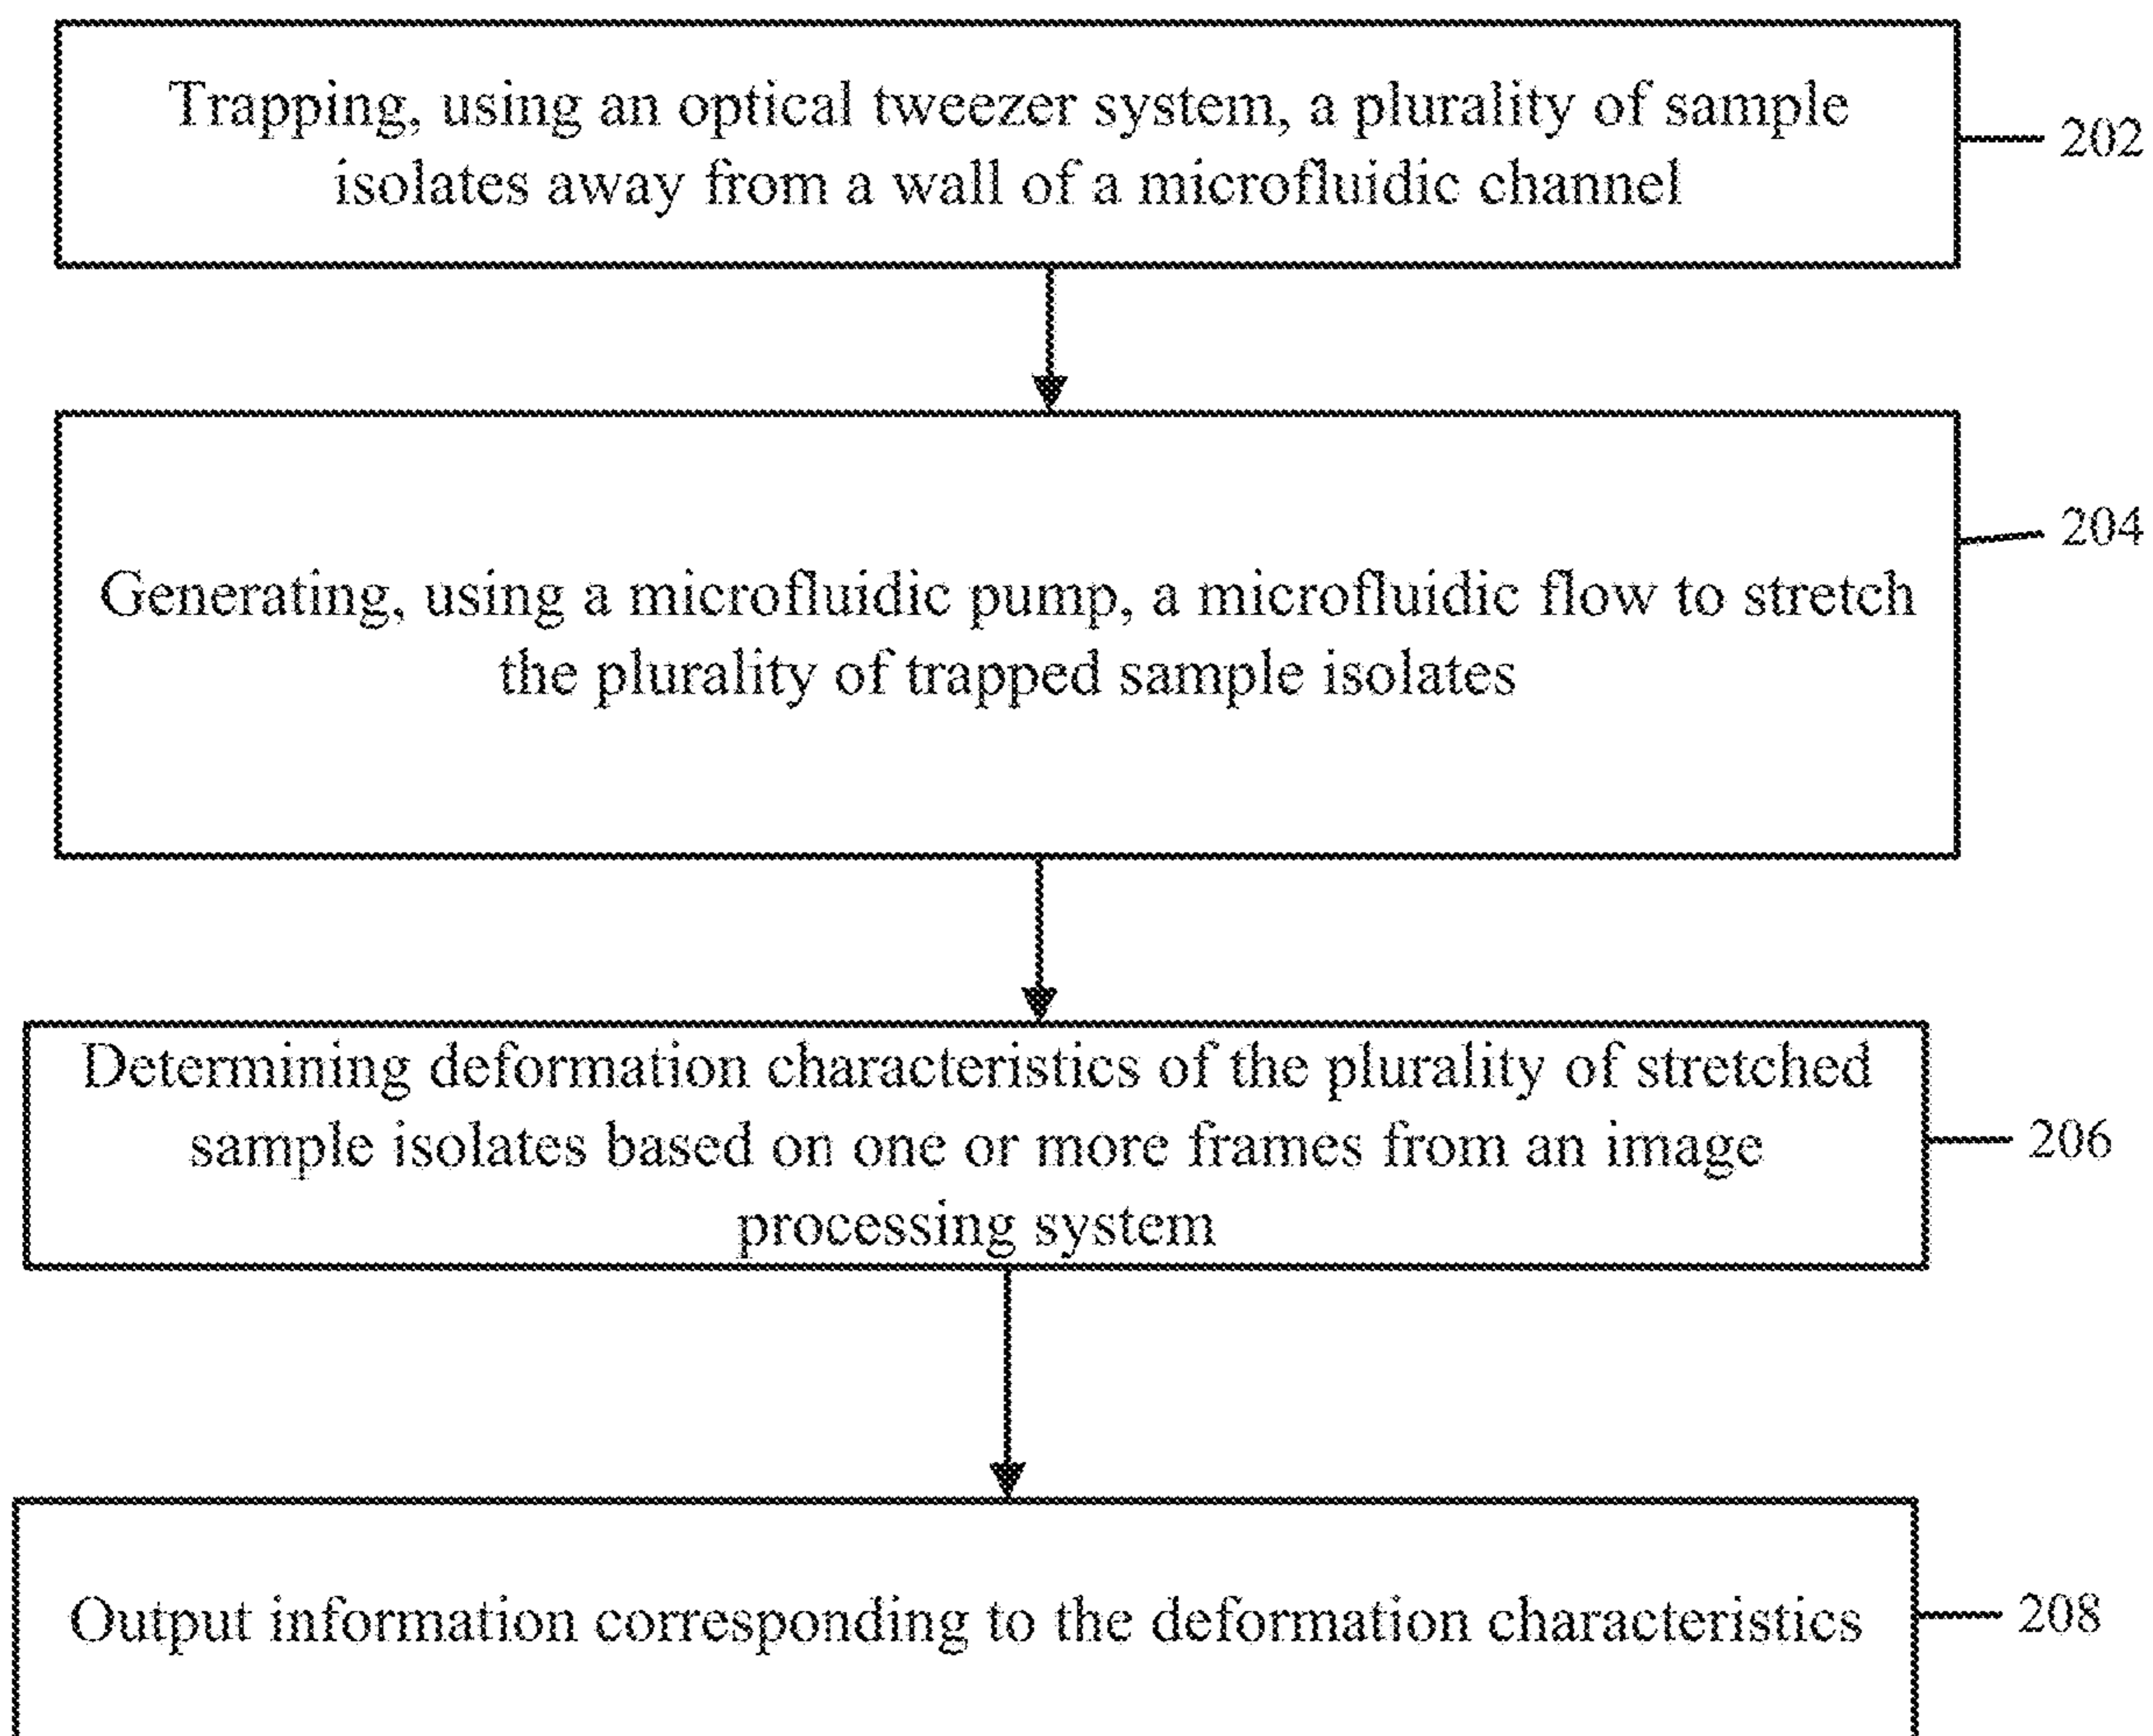 Trapping, using an optical tweezer system, a plurality of sample
isolates away from a wall of a microfluidic channel
202
Generating, using a microfluidic pump, a microfluidic flow to stretch
the plurality of trapped sample isolates
204
Determining deformation characteristics of the plurality of stretched
sample isolates based on one or more frames from an image
processing system
206
Output information corresponding to the deformation characteristics
208